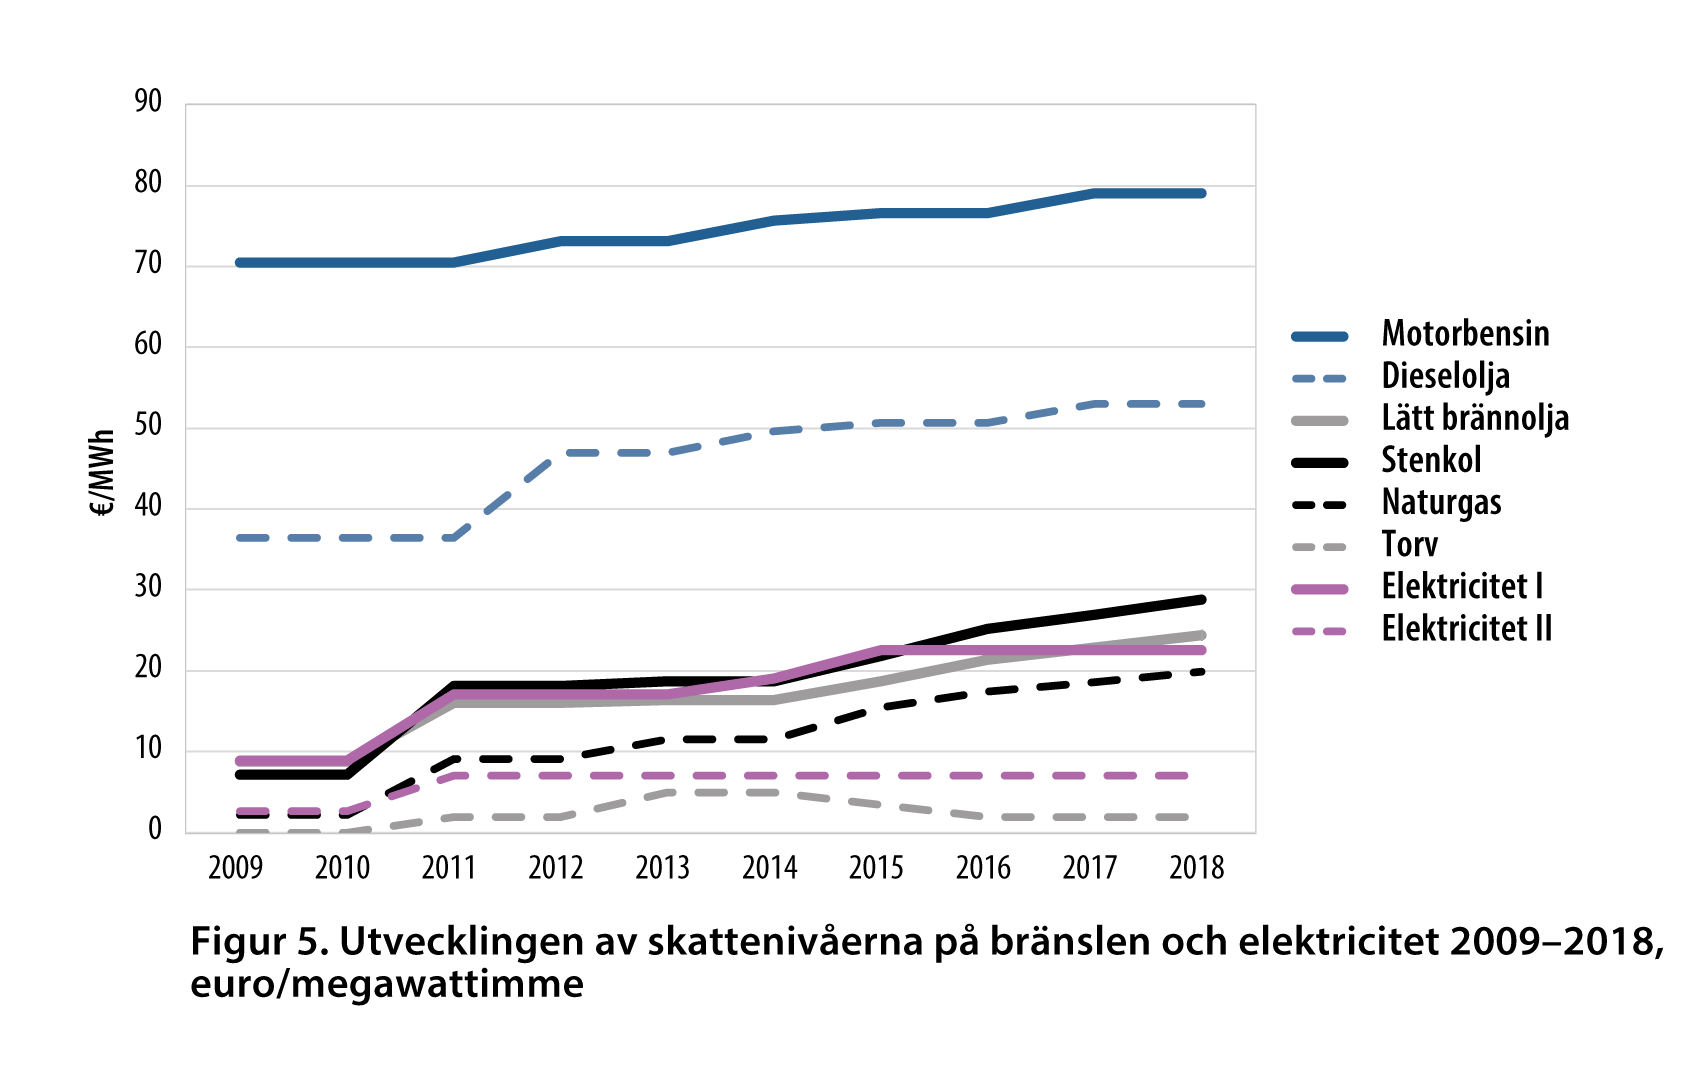 90
80
70
60
50
40
30
20
10
0
€/MWh
2009 2010 2011 2012 2013 2014 2015 2016 2017 2018
Motorbensin
Dieselolja
Lätt brännolja
Stenkol
Naturgas
Torv
Elektricitet I
Elektricitet II
Figur 5. Utvecklingen av skattenivåerna på bränslen och elektricitet 2009–2018,
euro/megawattimme